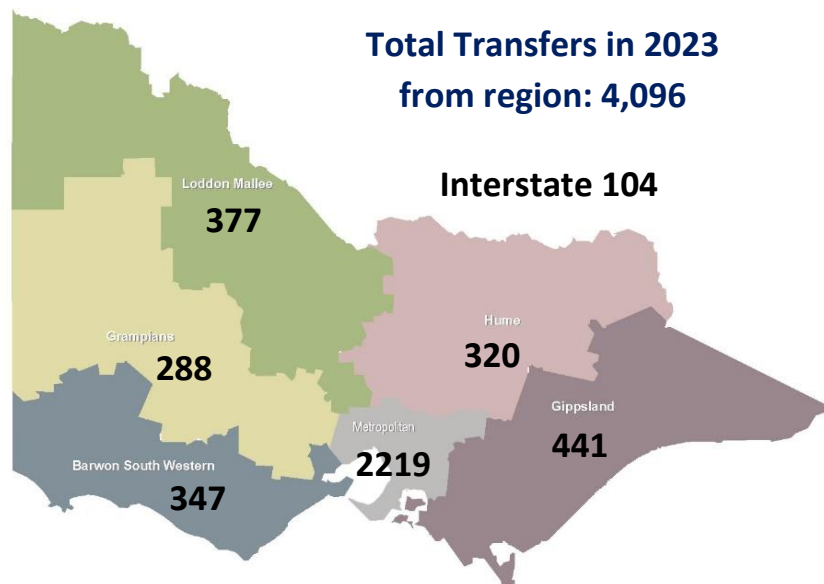 Total Transfers in 2023
from region: 4,096
Interstate 104
Loddon Mallee
377
Hume
320
Grampians
288
Gippsland
441
Metropolitan
2219
Barwon South Western
347